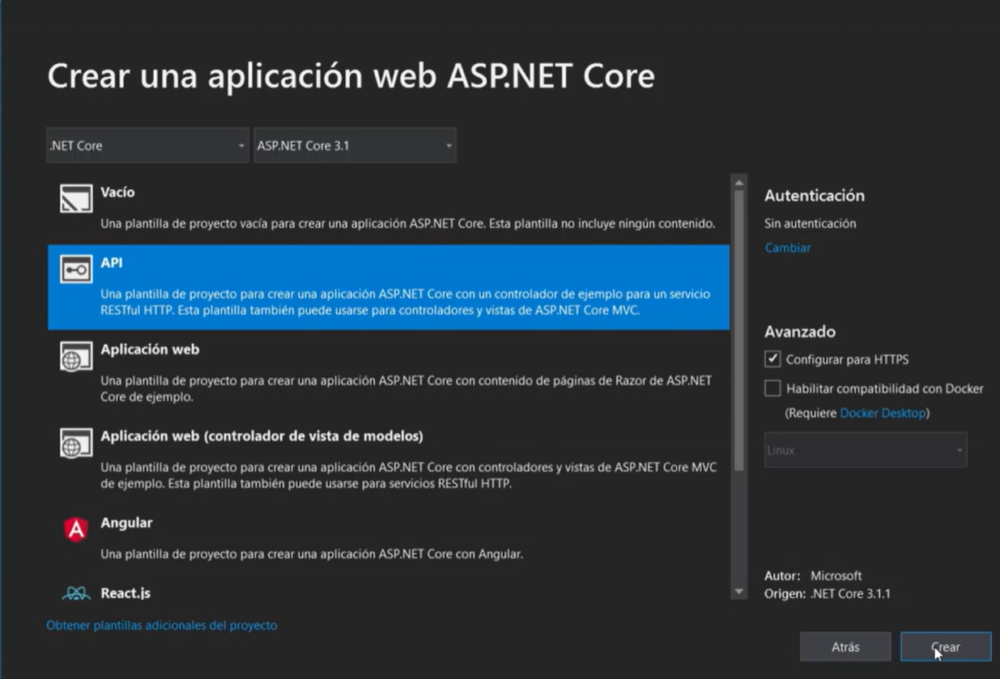 Crear una aplicación web ASP.NET Core
.NET Core
ASP.NET Core 3.1
Vacío
Una plantilla de proyecto vacía para crear una aplicación ASP.NET Core. Esta plantilla no incluye ningún contenido.
API
Una plantilla de proyecto para crear una aplicación ASP.NET Core con un controlador de ejemplo para un servicio
RESTful HTTP. Esta plantilla también puede usarse para controladores y vistas de ASP.NET Core MVC.
Aplicación web
Una plantilla de proyecto para crear una aplicación ASP.NET Core con contenido de páginas de Razor de ASP.NET
Core de ejemplo.
Aplicación web (controlador de vista de modelos)
Una plantilla de proyecto para crear una aplicación ASP.NET Core con controladores y vistas de ASP.NET Core MVC
de ejemplo. Esta plantilla también puede usarse para servicios RESTful HTTP.
Angular
Una plantilla de proyecto para crear una aplicación ASP.NET Core con Angular.
React.js
Obtener plantillas adicionales del proyecto
Autenticación
Sin autenticación
Cambiar
Avanzado
Configurar para HTTPS
Habilitar compatibilidad con Docker
(Requiere Docker Desktop)
Linux
Autor: Microsoft
Origen: .NET Core 3.1.1
Atrás
Crear